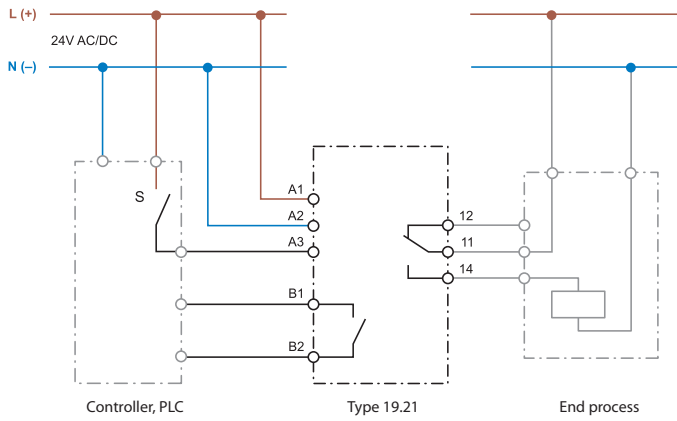 L (+)
24V AC/DC
N (–)
S
A1
A2
A3
B1
B2
12
11
14
Controller, PLC
Type 19.21
End process